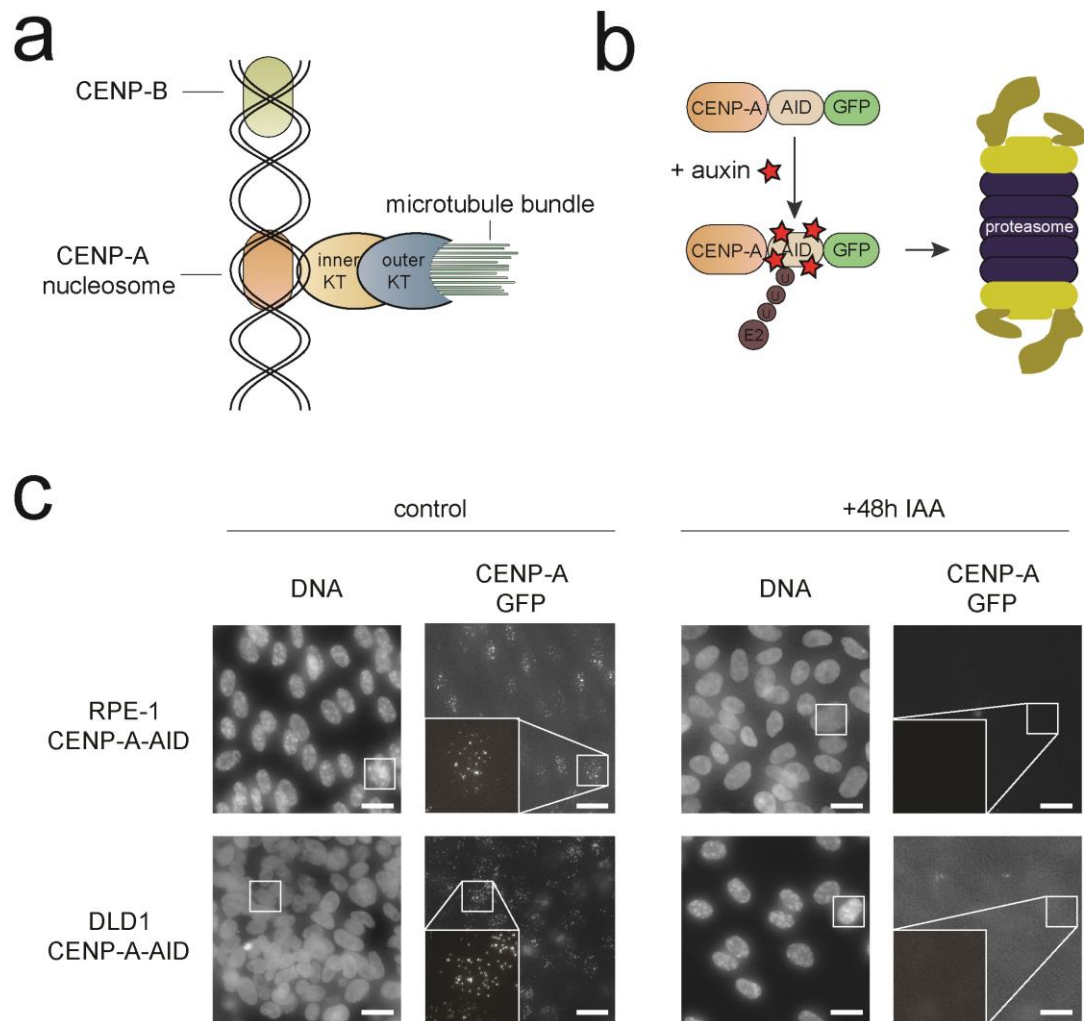 a
CENP-B
CENP-A
nucleosome
inner
KT
outer
KT
microtubule bundle
b
CENP-A
AID
GFP
+ auxin
CENP-A
AID
GFP
U
U
U
E2
proteasome
c
control
+48h IAA
DNA
CENP-A
GFP
DNA
CENP-A
GFP
RPE-1
CENP-A-AID
DLD1
CENP-A-AID